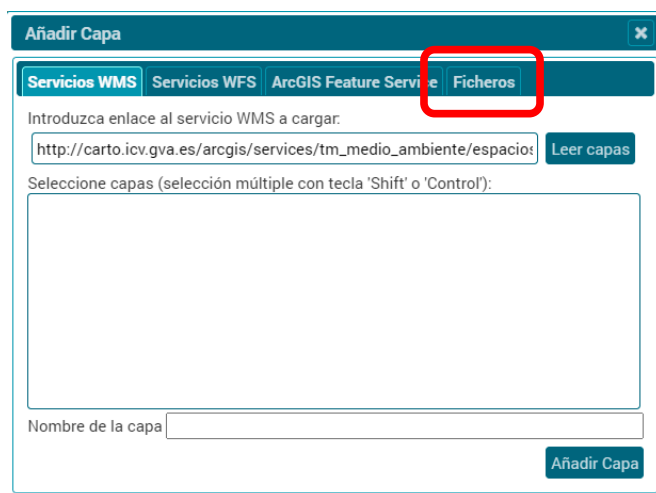 Añadir Capa
Servicios WMS Servicios WFS ArcGIS Feature Service Ficheros
Introduzca enlace al servicio WMS a cargar:
http://carto.icv.gva.es/arcgis/services/tm_medio_ambiente/espacios Leer capas
Seleccione capas (selección múltiple con tecla 'Shift' o 'Control'):
Nombre de la capa
Añadir Capa